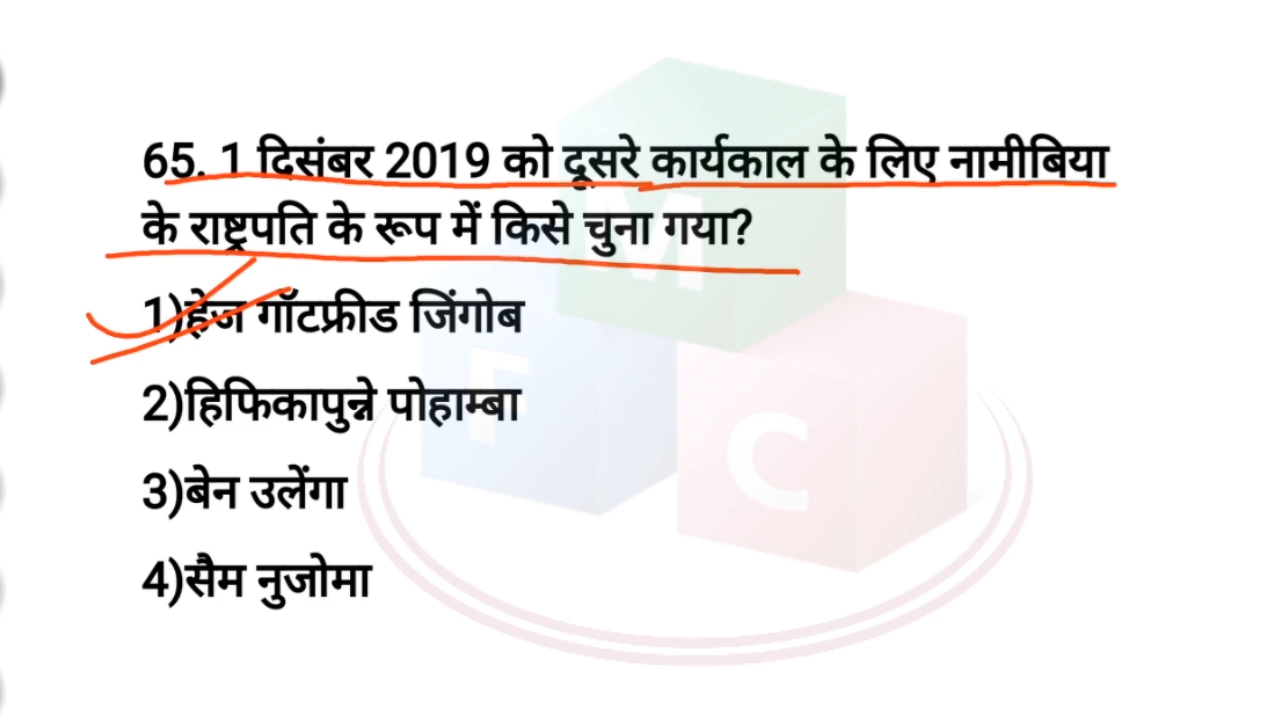 65. 1 दिसंबर 2019 को दूसरे कार्यकाल के लिए नामीबिया
के राष्ट्रपति के रूप में किसे चुना गया?
1)हेज गॉटफ्रीड जिंगोब
2)हिफिकापुन्ने पोहाम्बा
3)बेन उलेंगा
4)सैम नुजोमा
M
F
C